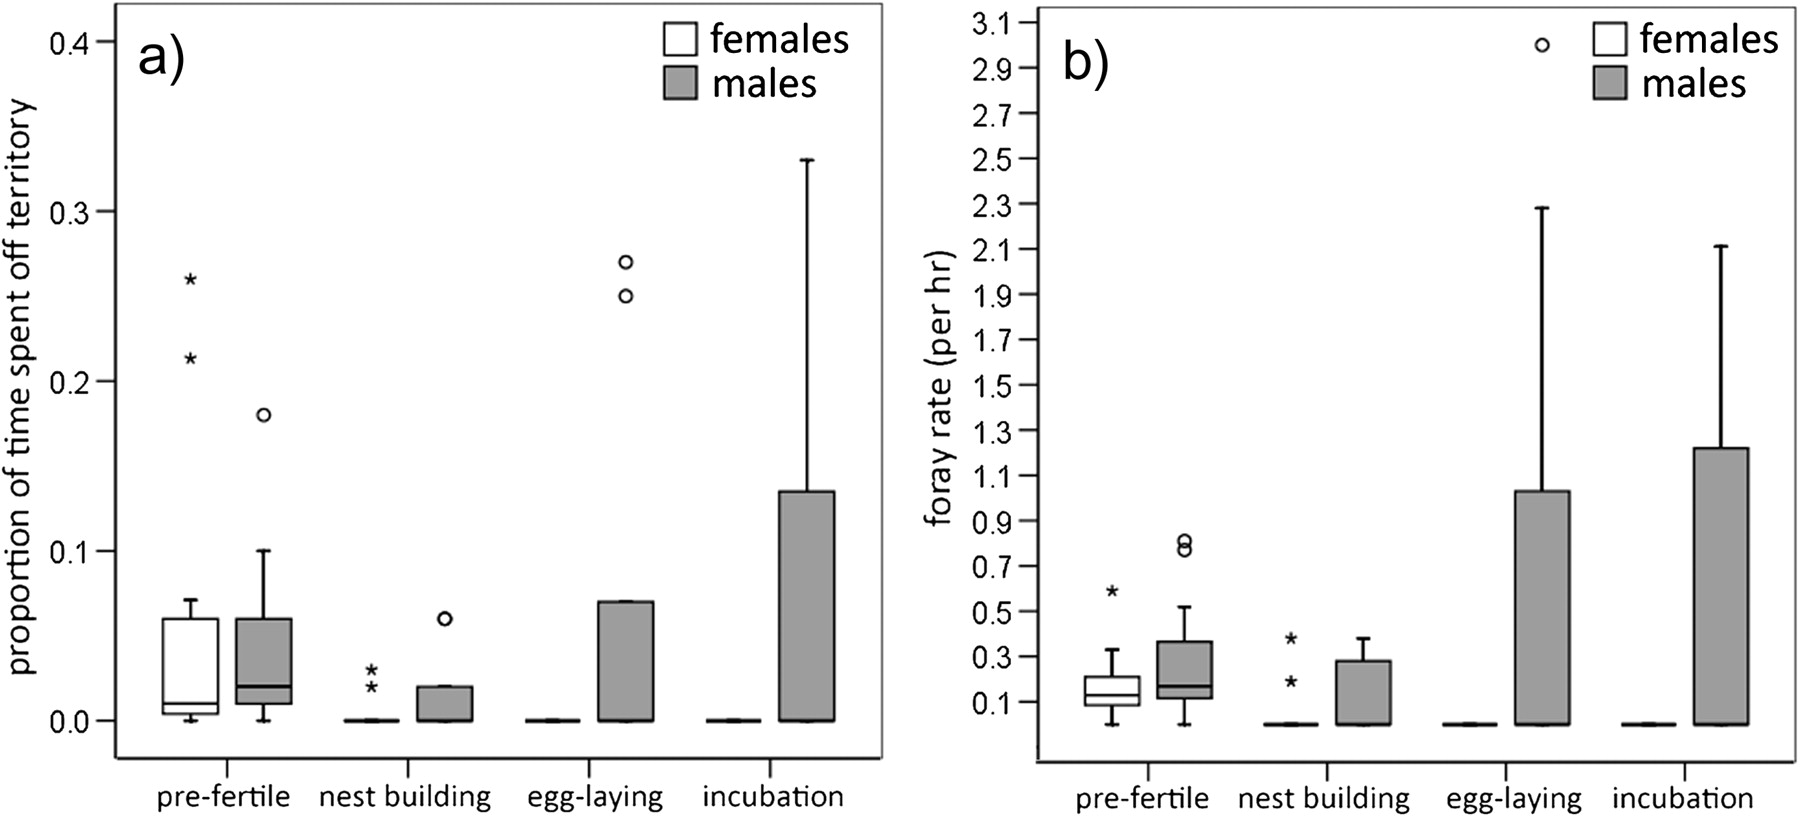 a)
females
males
proportion of time spent off territory
0.4
0.3
0.2
0.1
0.0
pre-fertile nest building egg-laying incubation
b)
females
males
foray rate (per hr)
3.1
2.9
2.7
2.5
2.3
2.1
1.9
1.7
1.5
1.3
1.1
0.9
0.7
0.5
0.3
0.1
pre-fertile nest building egg-laying incubation